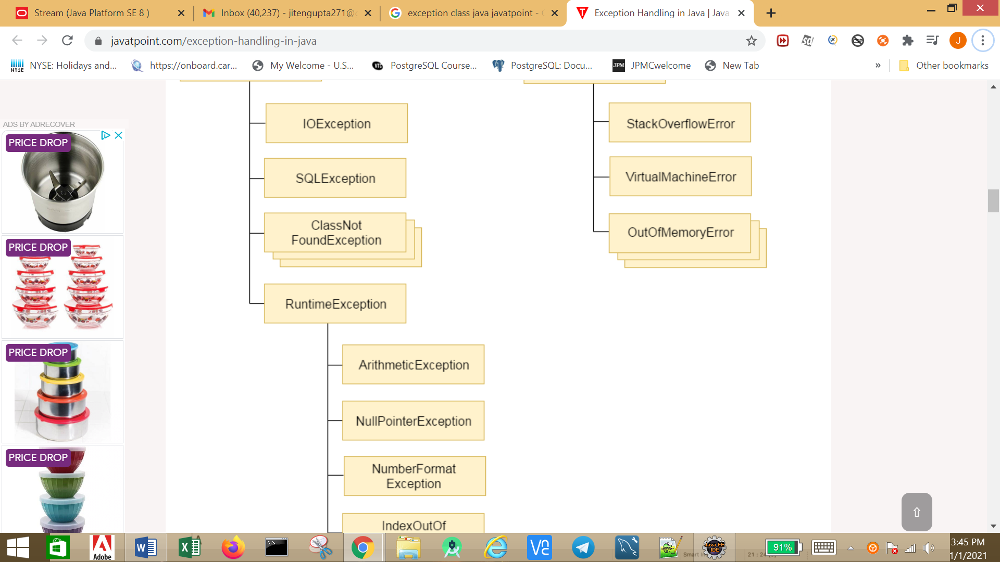 Stream (Java Platform SE 8 )
Inbox (40,237) - jitengupta271@
exception class java javatpoint -
Exception Handling in Java | Java
javatpoint.com/exception-handling-in-java
J
NYSE: Holidays and...
https://onboard.car...
My Welcome - U.S...
PostgreSQL Course...
PostgreSQL: Docu...
JPMCwelcome
New Tab
»
Other bookmarks
ADS BY ADRECOVER
PRICE DROP
PRICE DROP
PRICE DROP
PRICE DROP
IOException
SQLException
ClassNot
FoundException
RuntimeException
ArithmeticException
NullPointerException
NumberFormat
Exception
IndexOutOf
StackOverflowError
VirtualMachineError
OutOfMemoryError
Adobe
Java EE
IDE
91%
3:45 PM
1/1/2021